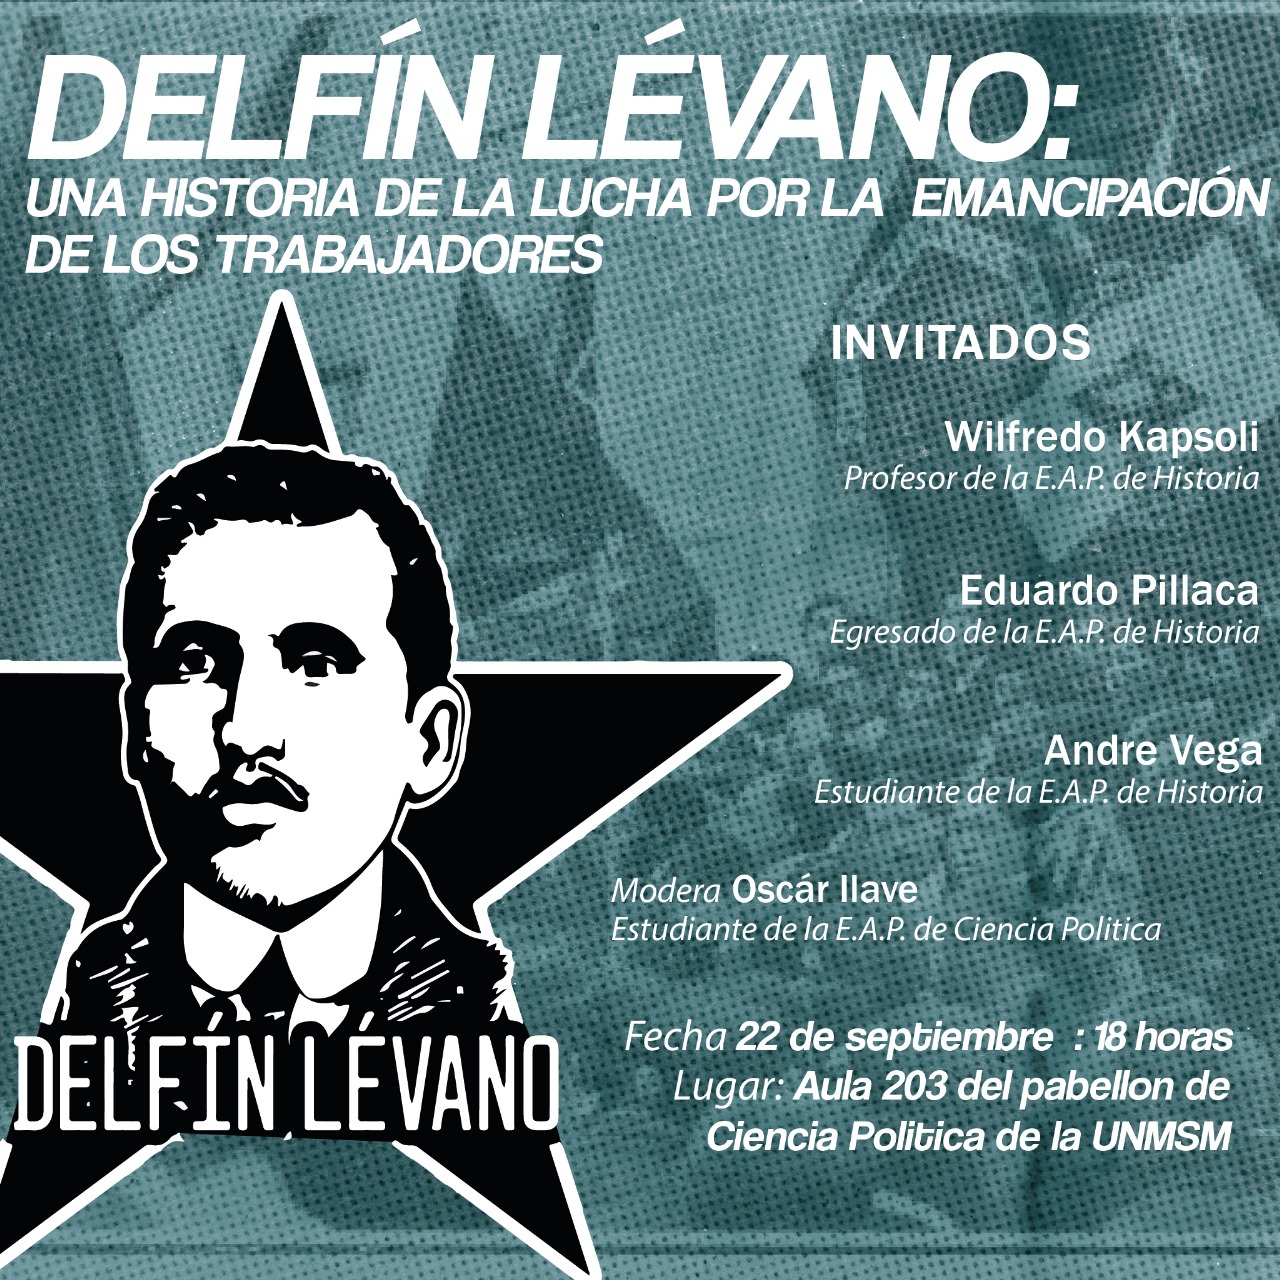 DELFÍN LÉVANO:
UNA HISTORIA DE LA LUCHA POR LA EMANCIPACIÓN
DE LOS TRABAJADORES
INVITADOS
Wilfredo Kapsoli
Profesor de la E.A.P. de Historia
Eduardo Pillaca
Egresado de la E.A.P. de Historia
Andre Vega
Estudiante de la E.A.P. de Historia
Modera Oscár Ilave
Estudiante de la E.A.P. de Ciencia Politica
Fecha 22 de septiembre : 18 horas
Lugar: Aula 203 del pabellon de
Ciencia Politica de la UNMSM
DELFÍN LÉVANO